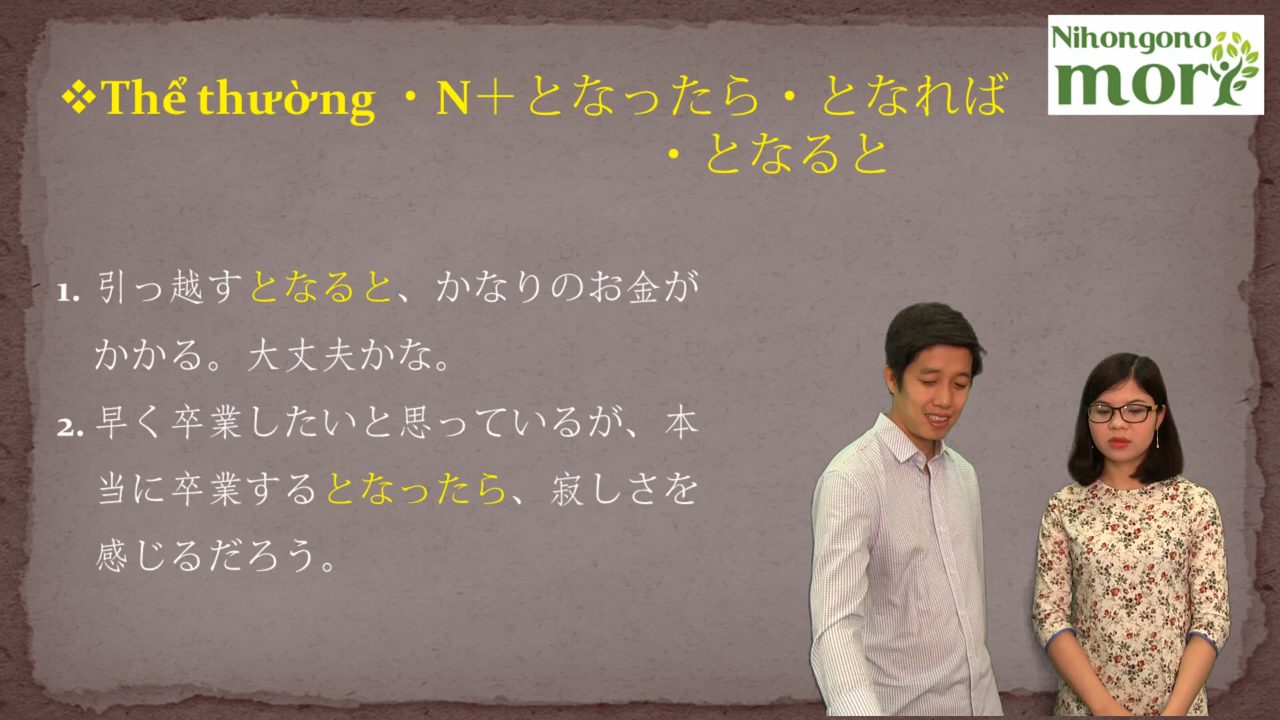 ❖Thể thường ・N＋となったら・となれば
・となると
Nihongono
mori
1. 引っ越すとなると、かなりのお金が
かかる。大丈夫かな。
2. 早く卒業したいと思っているが、本
当に卒業するとなったら、寂しさを
感じるだろう。